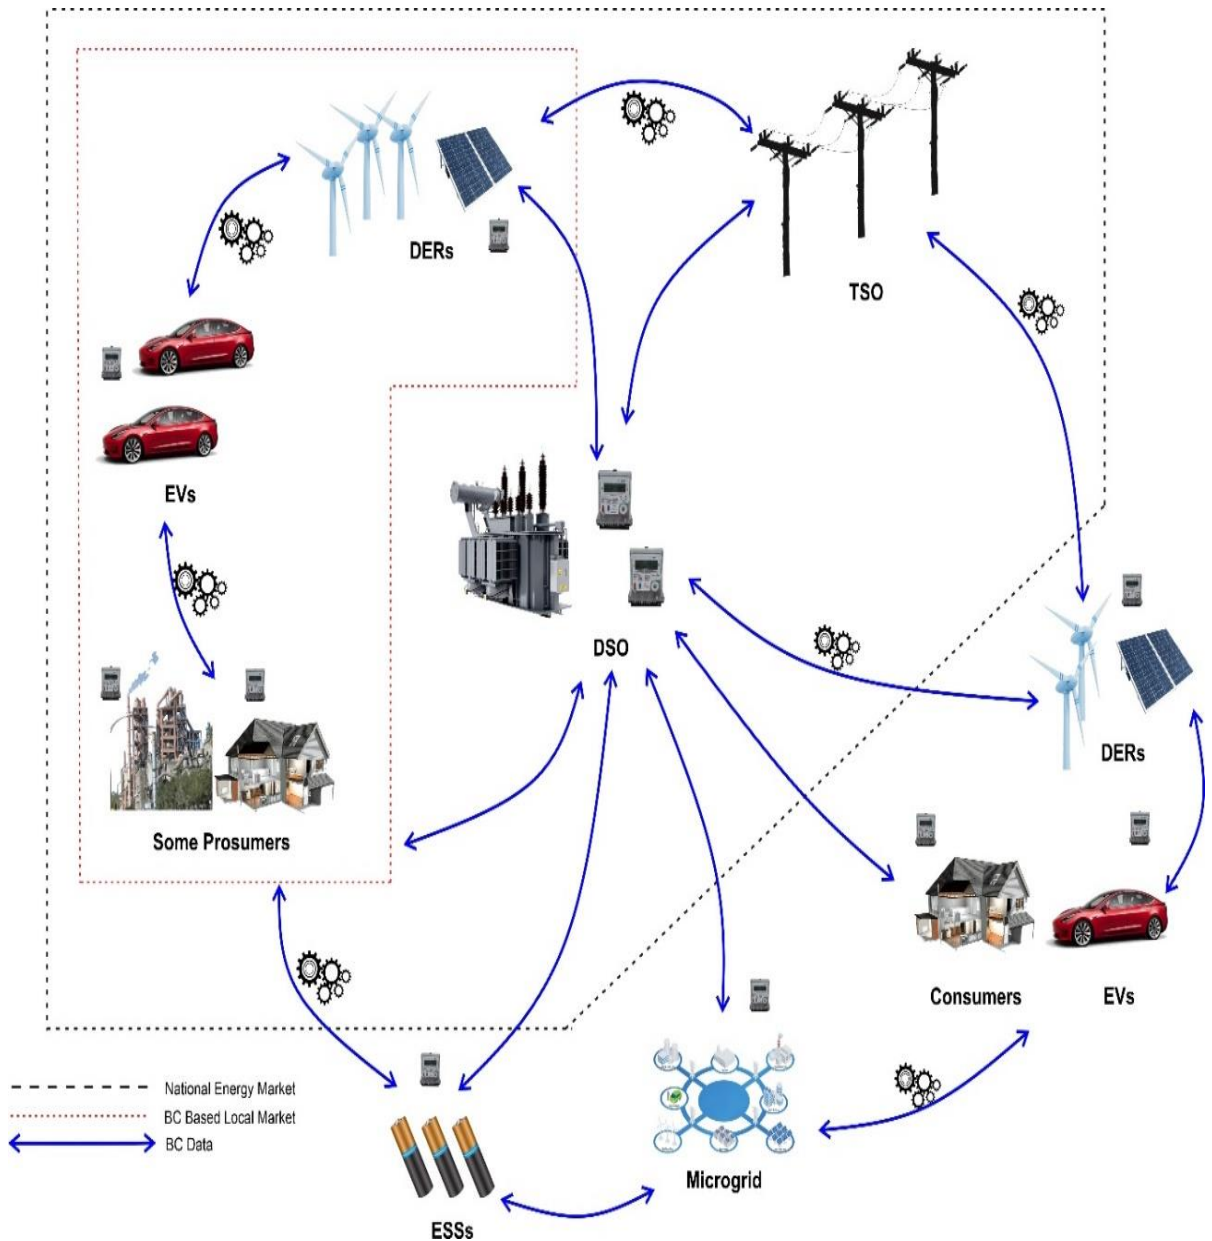 DERs
TSO
EVs
DSO
DERs
Some Prosumers
Consumers
EVs
National Energy Market
BC Based Local Market
BC Data
Microgrid
ESSs